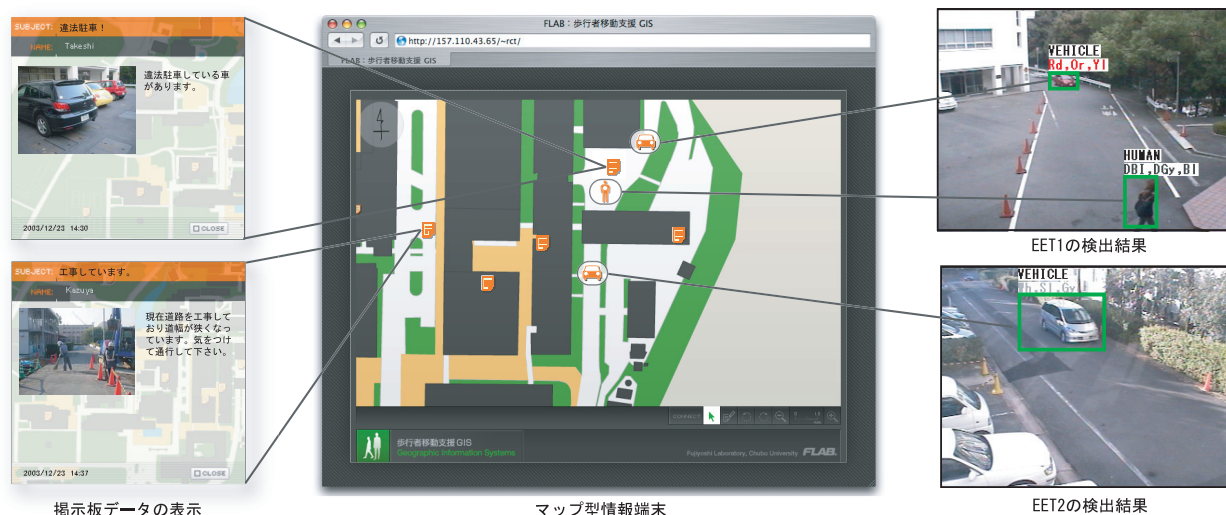 SUBJECT: 違法駐車！
NAME: Takeshi
違法駐車している車
があります。
2003/12/23 14:30
CLOSE
SUBJECT: 工事しています。
NAME: Kazuya
現在道路を工事して
おり道幅が狭くなっ
ています。気をつけ
て通行して下さい。
2003/12/23 14:37
CLOSE
掲示板データの表示
FLAB：歩行者移動支援 GIS
http://157.110.43.65/~rct/
FLAB：歩行者移動支援 GIS
4
CONNECT
歩行者移動支援GIS
Geographic Information Systems
Fujiyoshi Laboratory, Chubu University FLAB.
マップ型情報端末
VEHICLE
Rd,Or,Yl
HUMAN
DBl,DGy,Bl
EET1の検出結果
VEHICLE
EET2の検出結果